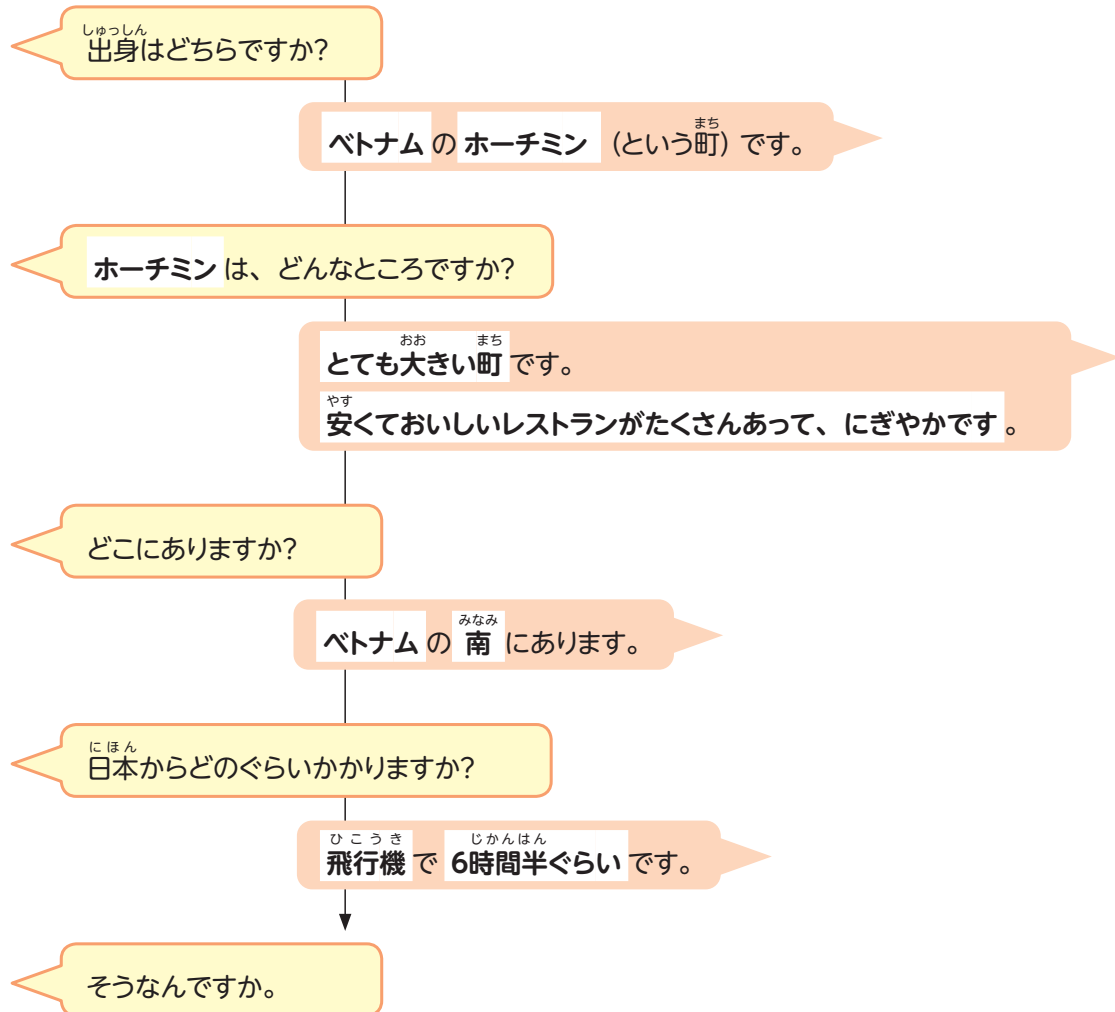 しゅっしん
出身はどちらですか?
まち
ベトナム の ホーチミン (という町) です。
ホーチミン は、どんなところですか?
おお まち
とても大きい町 です。
やす
安くておいしいレストランがたくさんあって、にぎやかです 。
どこにありますか?
みなみ
ベトナム の 南 にあります。
にほん
日本からどのぐらいかかりますか?
ひこうき じかんはん
飛行機 で 6時間半ぐらい です。
そうなんですか。